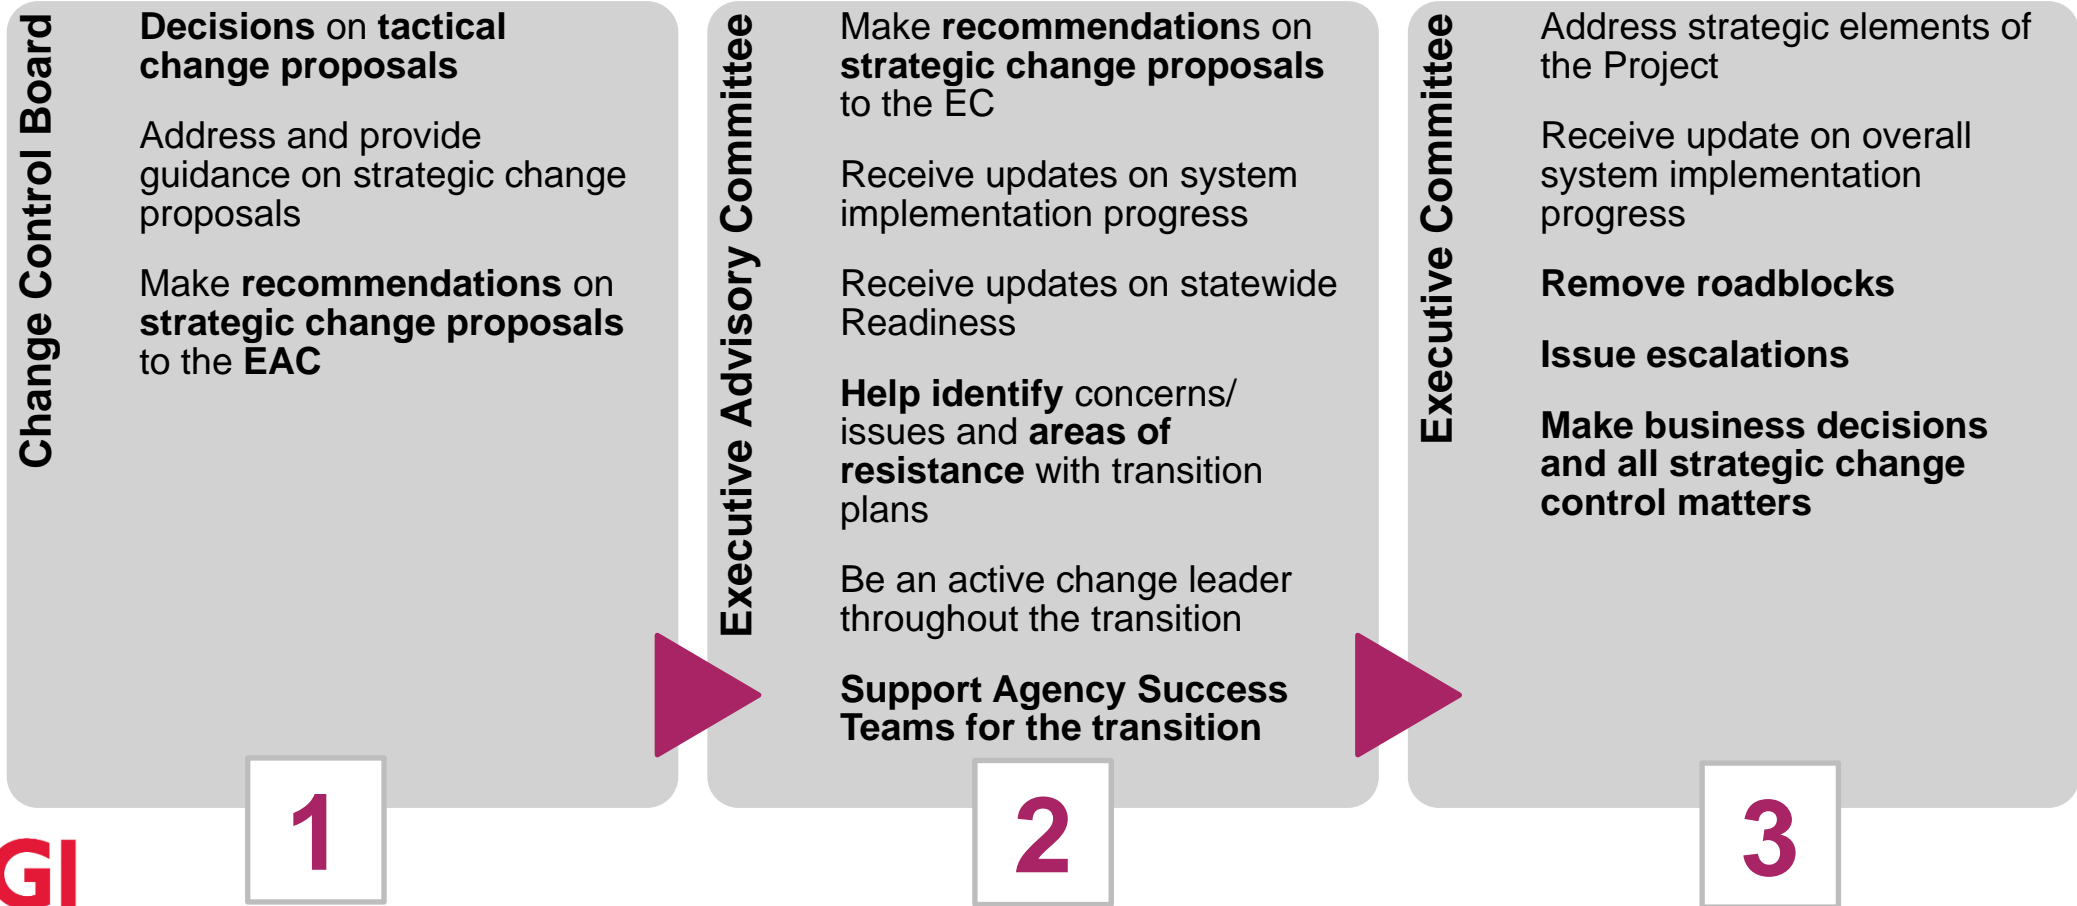 Change Control Board
Decisions on tactical
change proposals
Address and provide
guidance on strategic change
proposals
Make recommendations on
strategic change proposals
to the EAC
1
Executive Advisory Committee
Make recommendations on
strategic change proposals
to the EC
Receive updates on system
implementation progress
Receive updates on statewide
Readiness
Help identify concerns/
issues and areas of
resistance with transition
plans
Be an active change leader
throughout the transition
Support Agency Success
Teams for the transition
2
Executive Committee
Address strategic elements of
the Project
Receive update on overall
system implementation
progress
Remove roadblocks
Issue escalations
Make business decisions
and all strategic change
control matters
3
GI